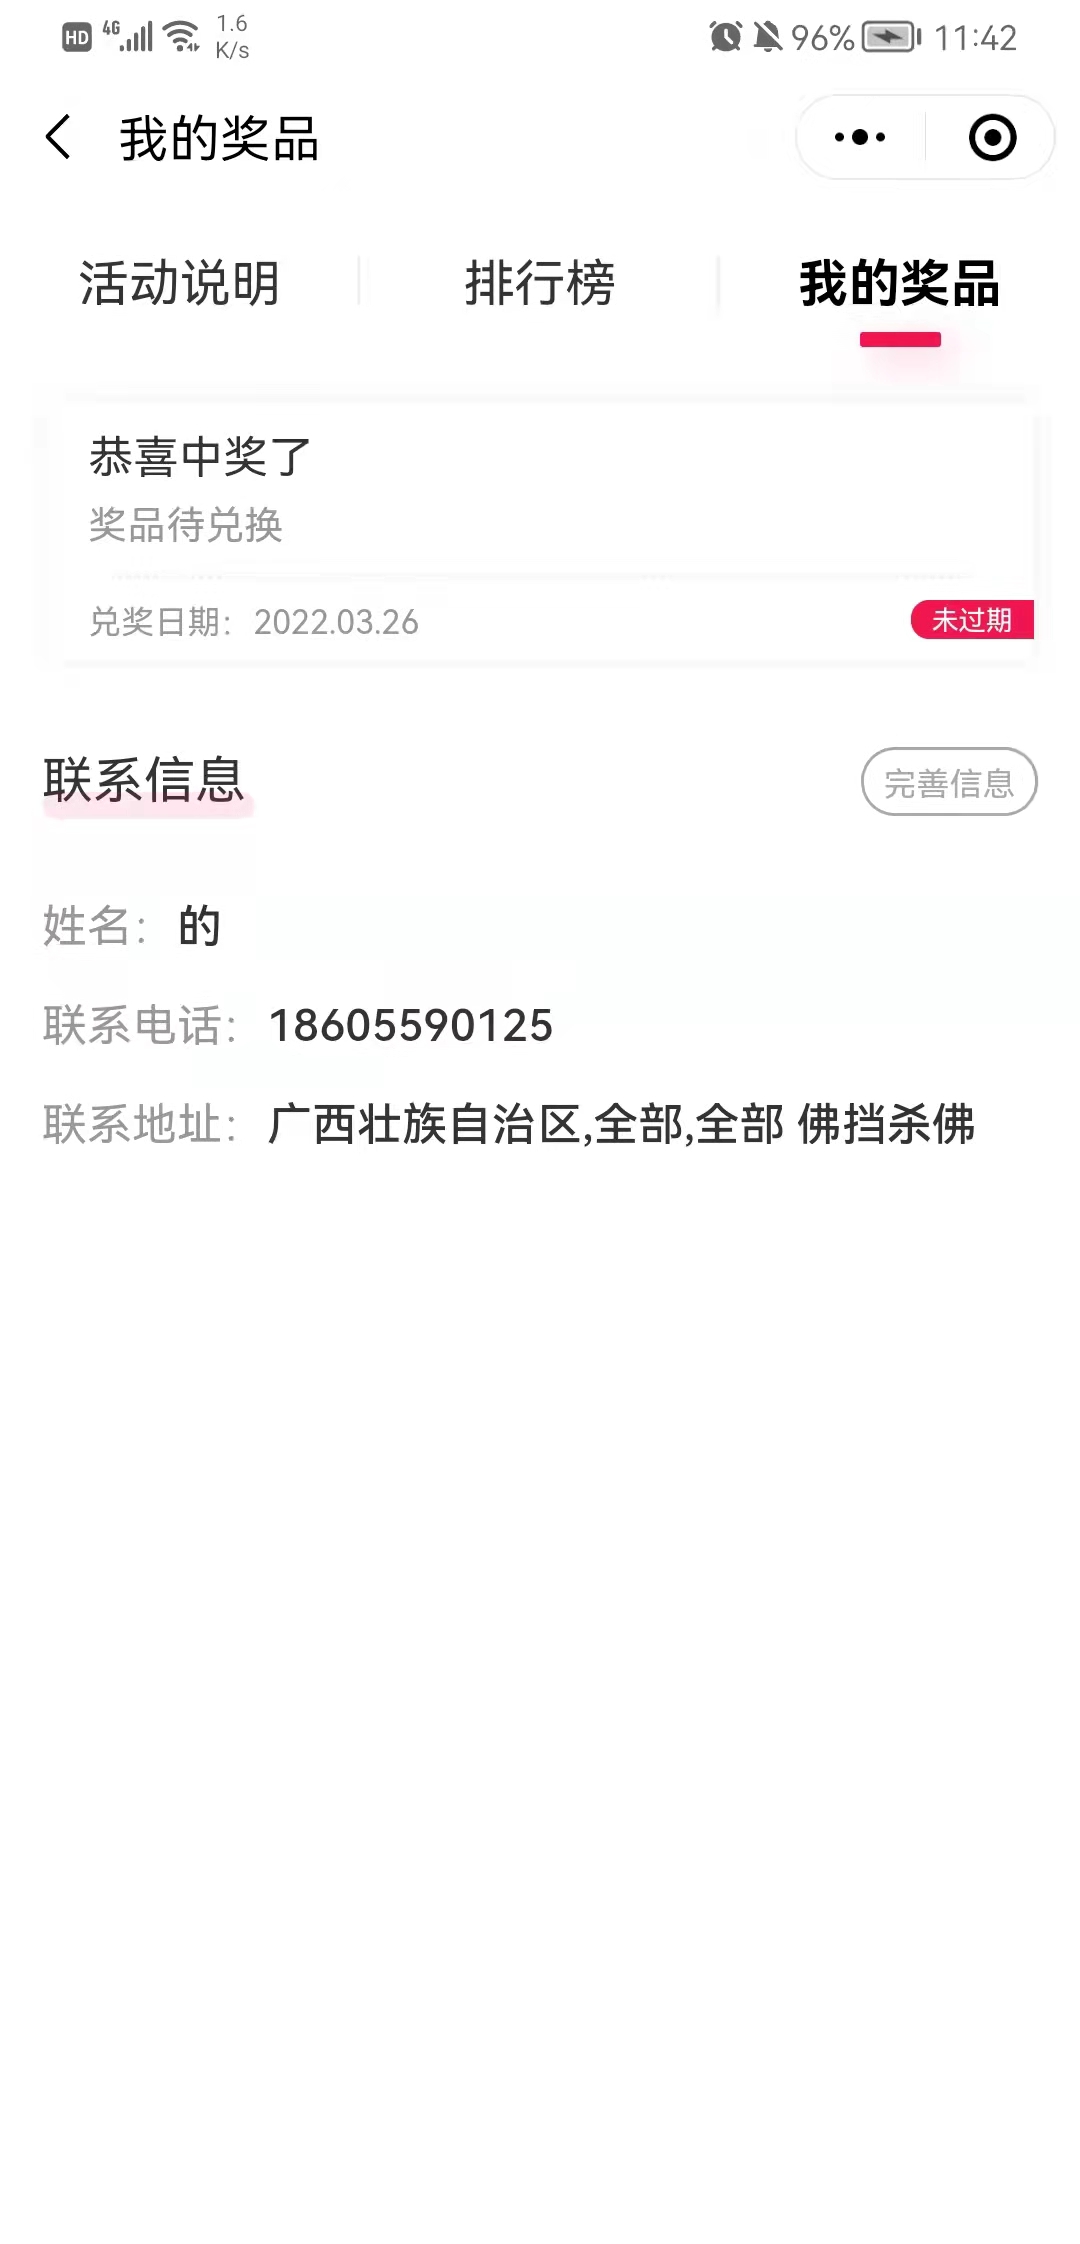 HD 4G 1.6 K/s 96% 11:42
我的奖品
活动说明 排行榜 我的奖品
恭喜中奖了
奖品待兑换
兑奖日期: 2022.03.26 未过期
联系信息 完善信息
姓名: 的
联系电话: 18605590125
联系地址: 广西壮族自治区,全部,全部 佛挡杀佛